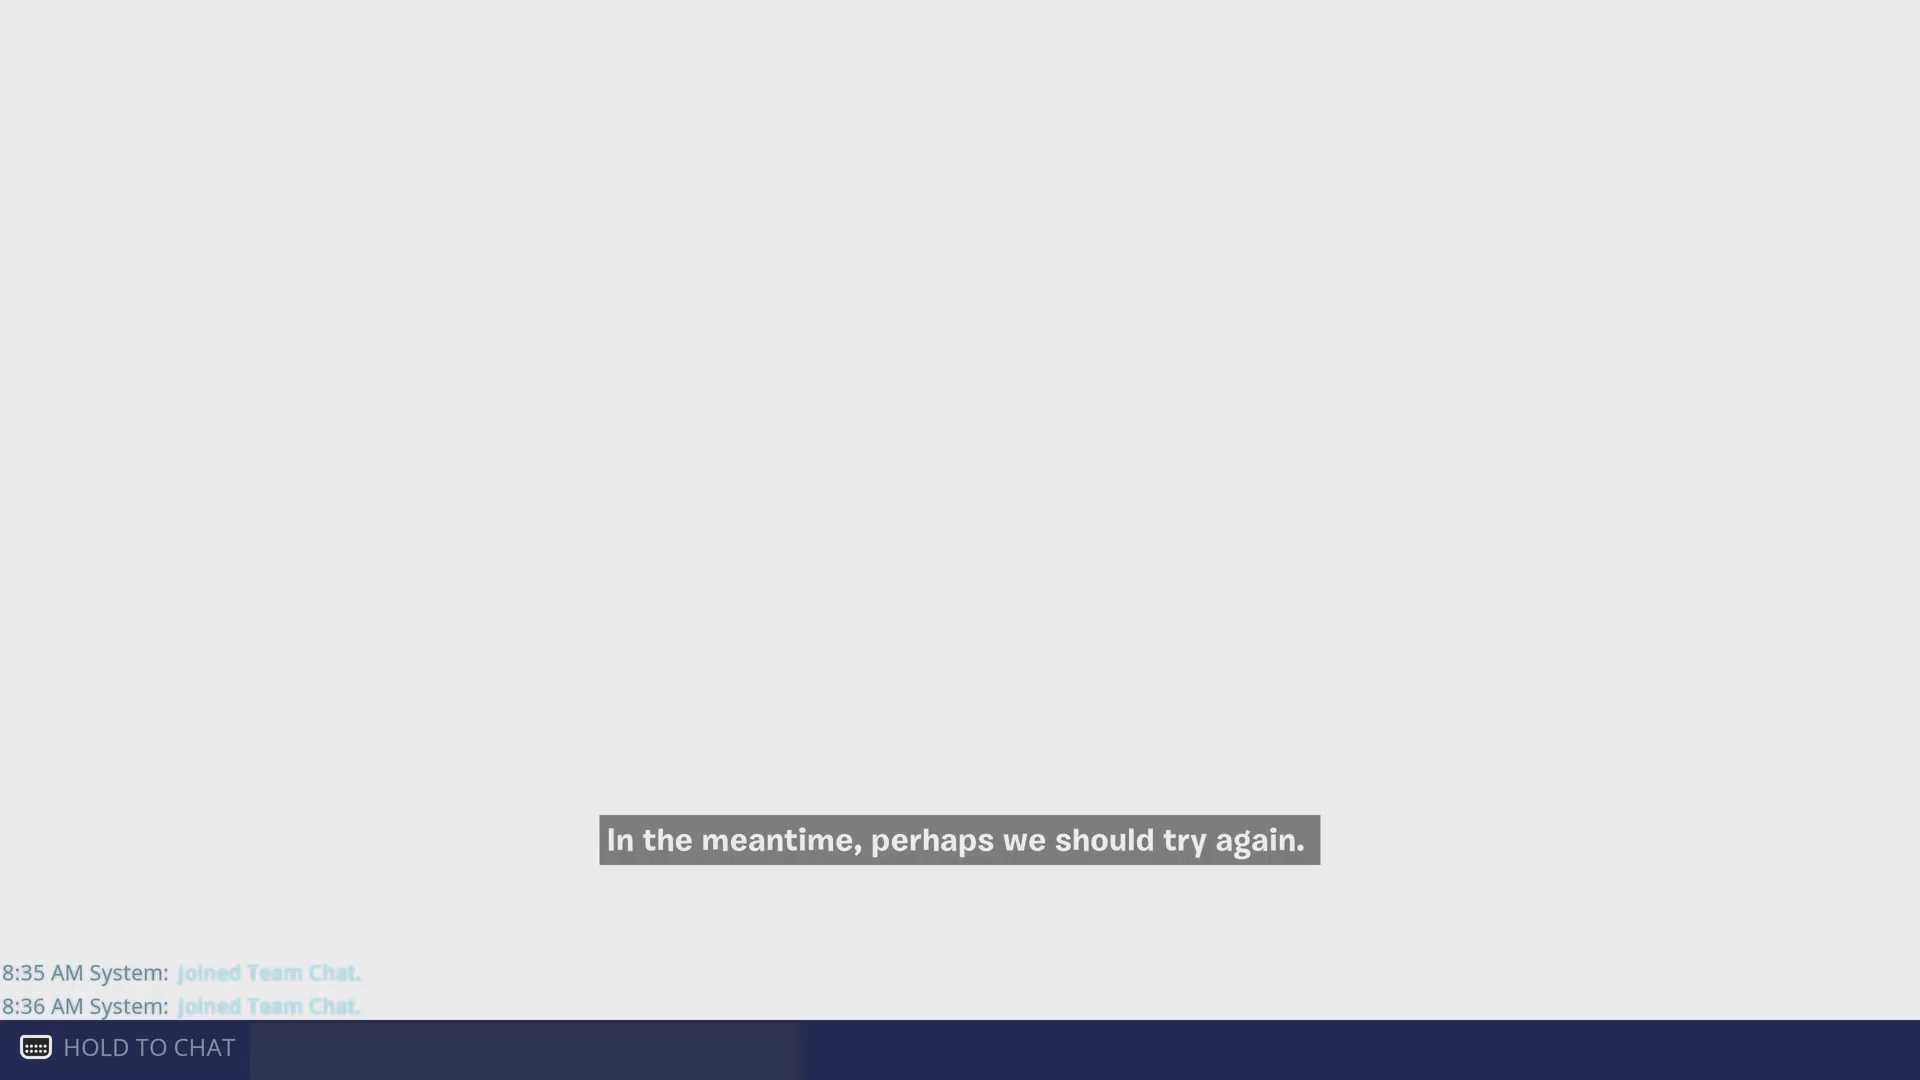 In the meantime, perhaps we should try again.
8:35 AM System: Joined Team Chat.
8:36 AM System: Joined Team Chat.
HOLD TO CHAT